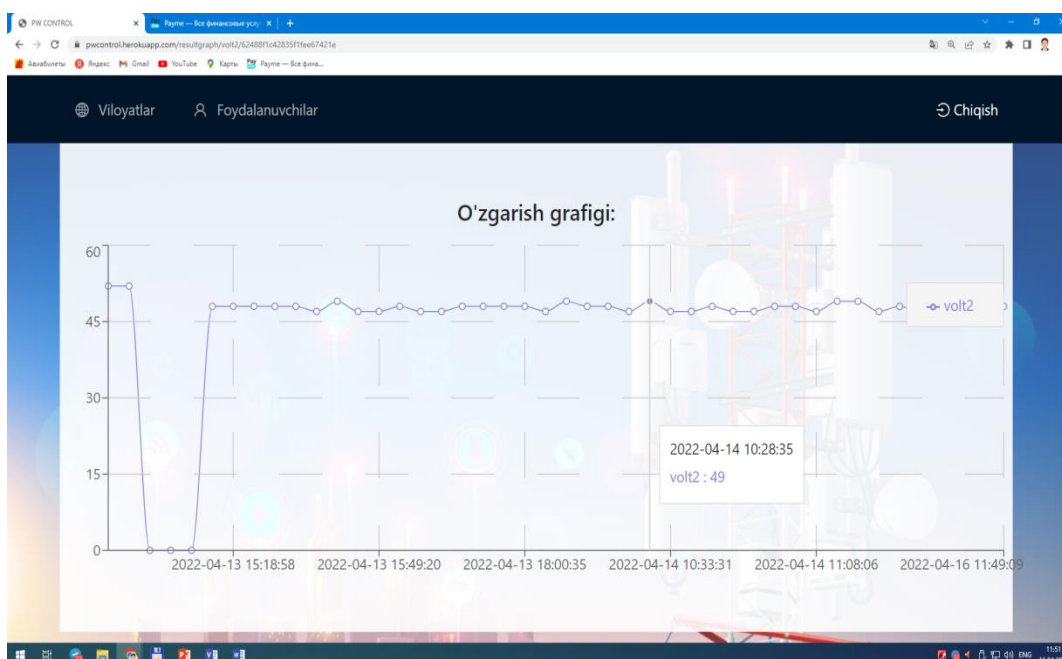 PW CONTROL
Payme — Все финансовые услу
pwcontrol.herokuapp.com/resultgraph/volt2/62488f1c42835f1fee67421e
Авиабилеты Яндекс Gmail YouTube Карты Payme — Все фина...
Viloyatlar Foydalanuvchilar Chiqish
O'zgarish grafigi:
60
45
30
15
0
volt2
2022-04-14 10:28:35
volt2 : 49
2022-04-13 15:18:58 2022-04-13 15:49:20 2022-04-13 18:00:35 2022-04-14 10:33:31 2022-04-14 11:08:06 2022-04-16 11:49:09
ENG